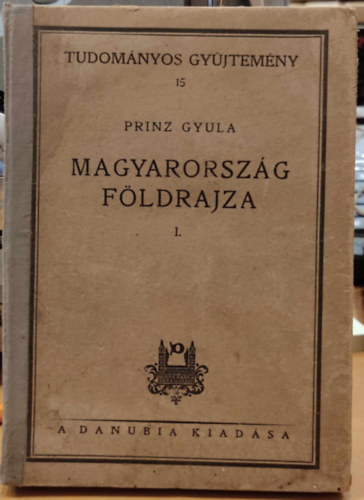 TUDOMÁNYOS GYŰJTEMÉNY
15
PRINZ GYULA
MAGYARORSZÁG
FÖLDRAJZA
I.
A DANUBIA KIADÁSA